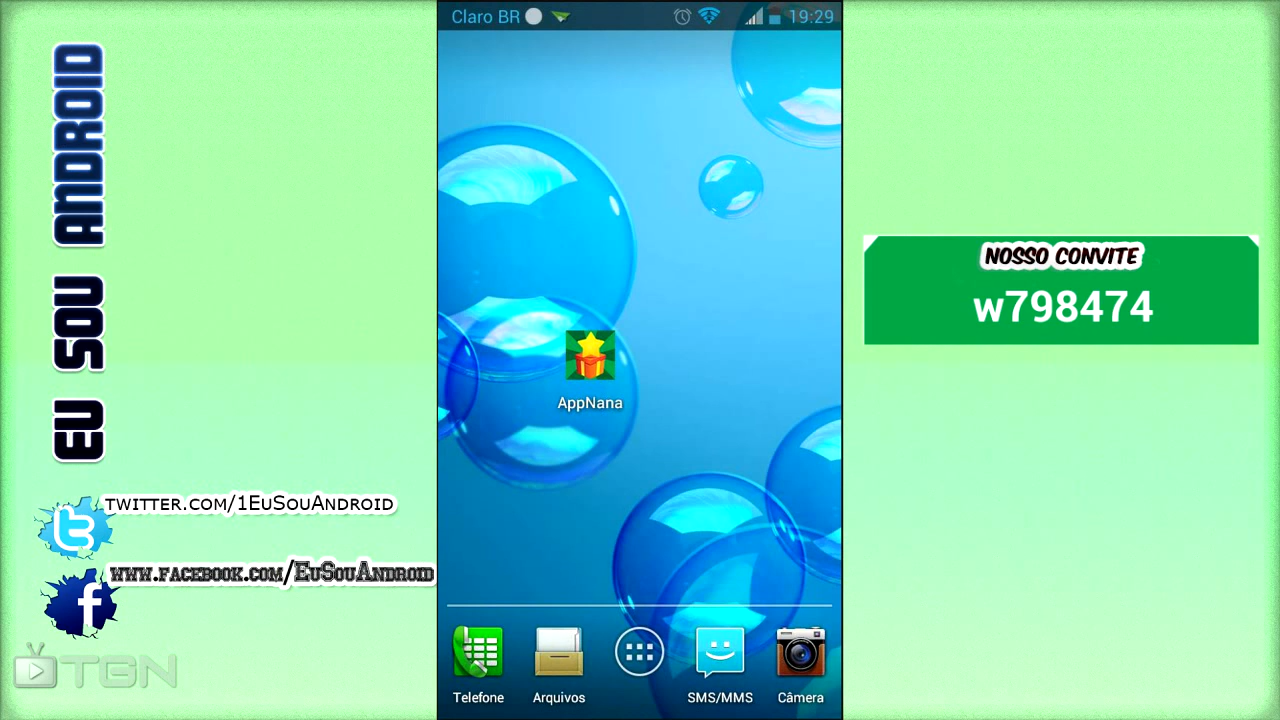 EU SOU ANDROID
TWITTER.COM/1EUSOUANDROID
WWW.FACEBOOK.COM/EUSOUANDROID
TGN
Claro BR
19:29
AppNana
Telefone
Arquivos
SMS/MMS
Câmera
NOSSO CONVITE
w798474